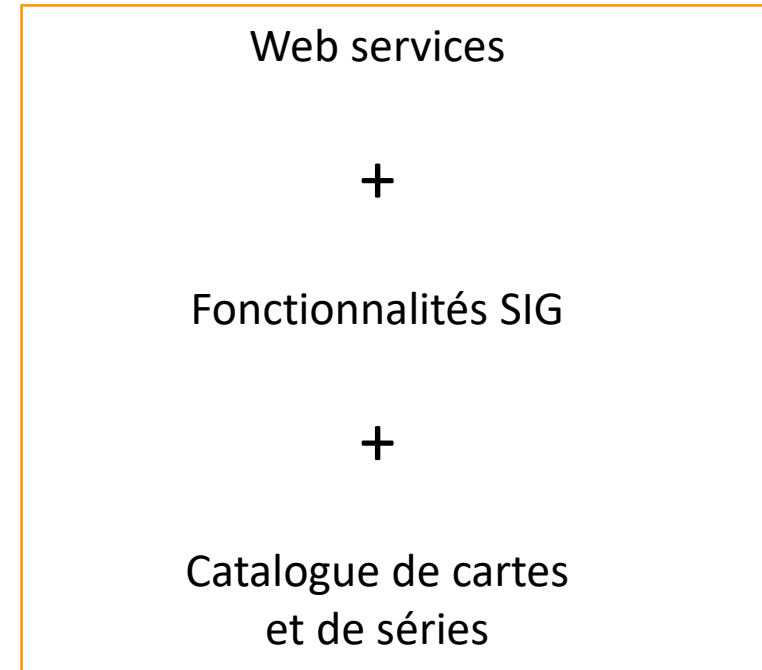 Web services
+
Fonctionnalités SIG
+
Catalogue de cartes
et de séries